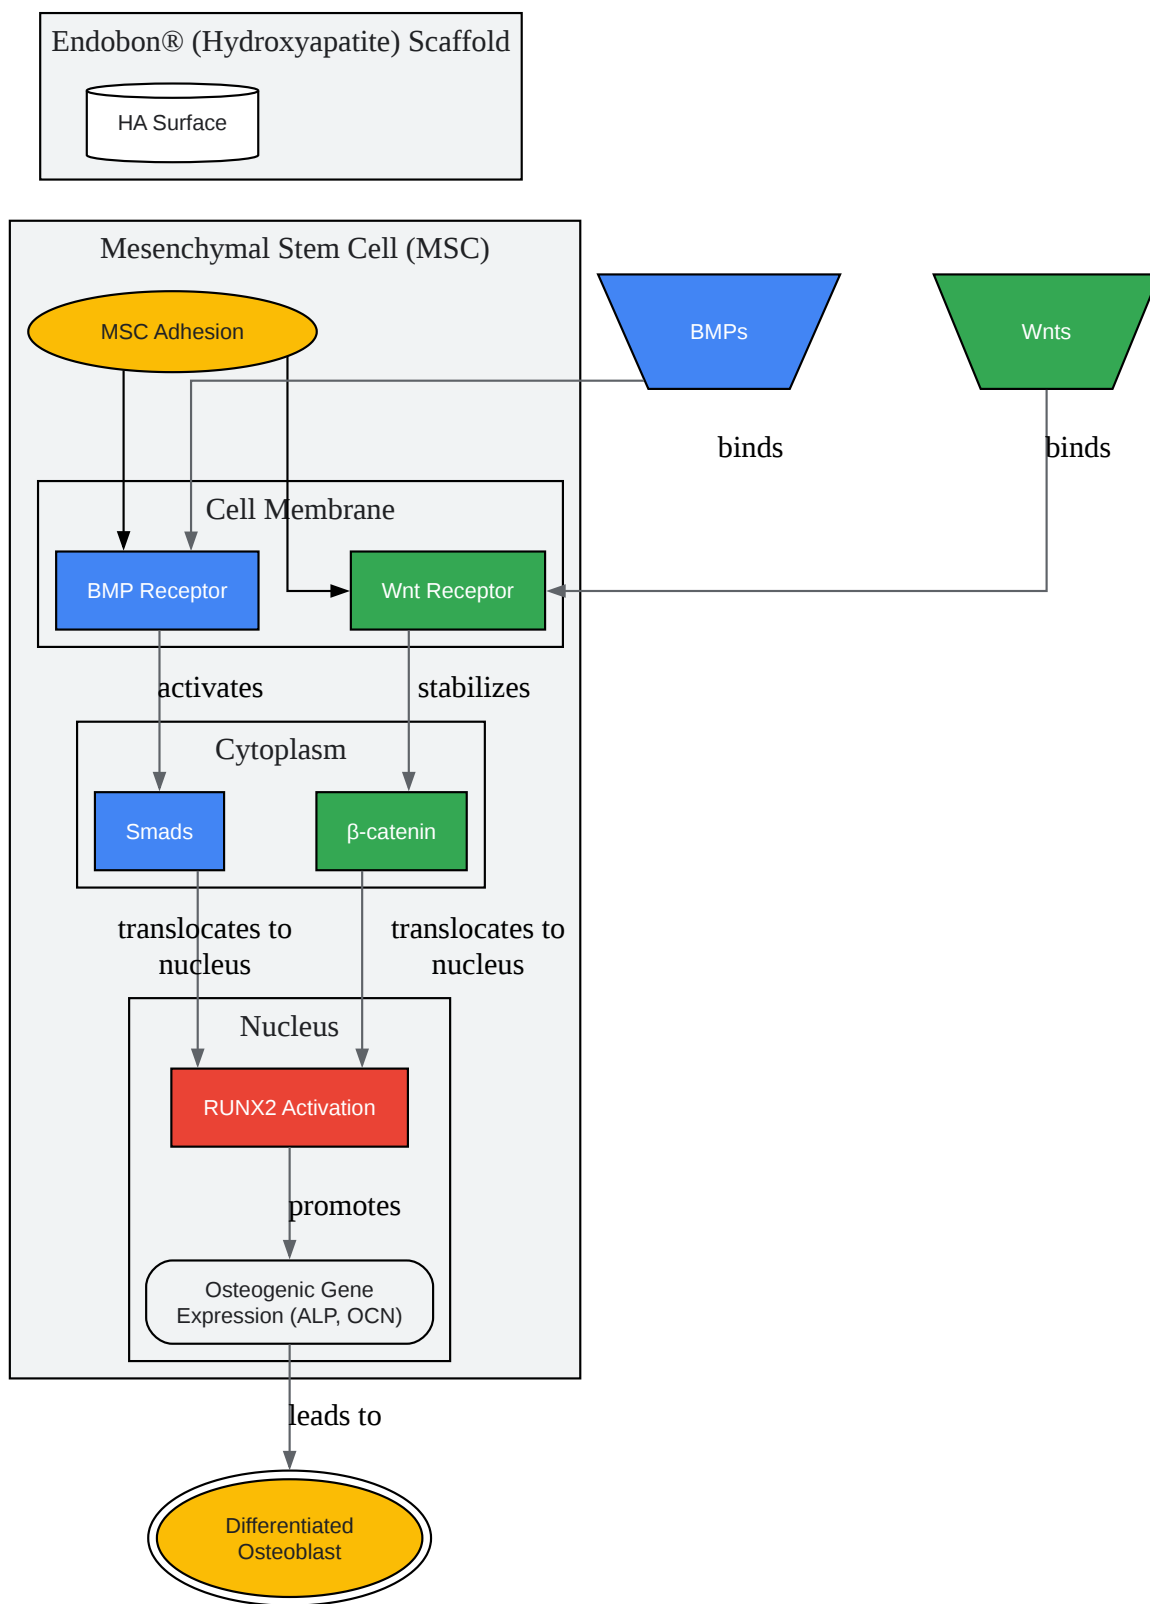 Endobon® (Hydroxyapatite) Scaffold
HA Surface
Mesenchymal Stem Cell (MSC)
MSC Adhesion
BMPs
Wnts
binds
binds
Cell Membrane
BMP Receptor
Wnt Receptor
activates
stabilizes
Cytoplasm
Smads
β-catenin
translocates to
nucleus
translocates to
nucleus
Nucleus
RUNX2 Activation
promotes
Osteogenic Gene
Expression (ALP, OCN)
leads to
Differentiated
Osteoblast